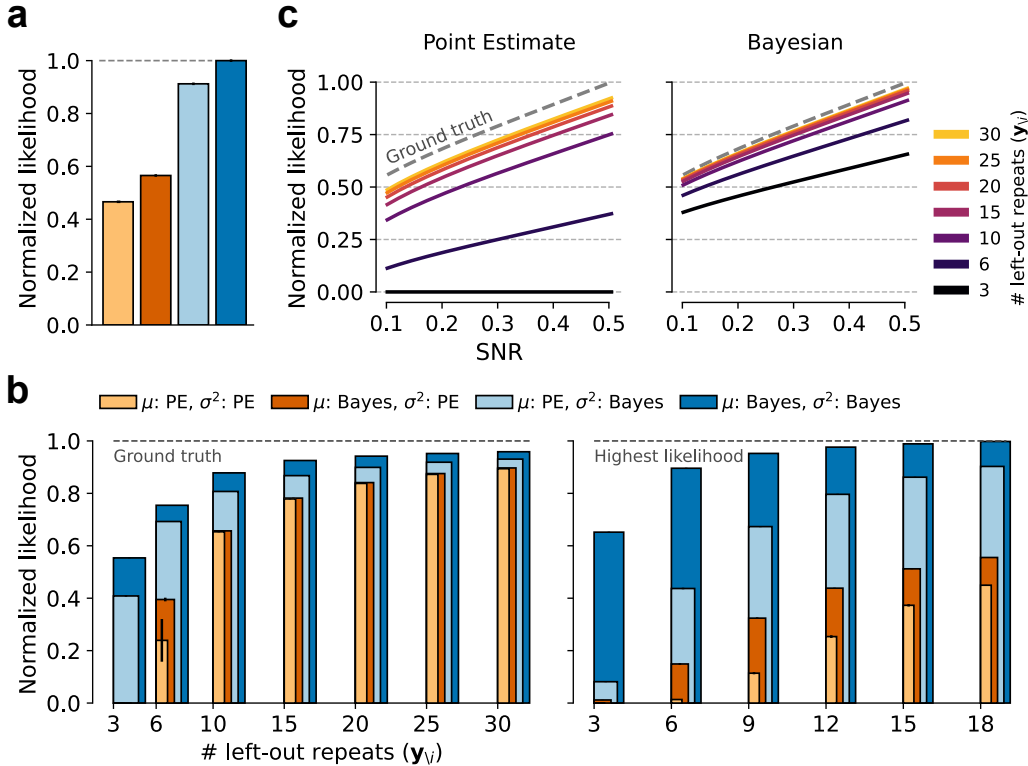 a
Normalized likelihood
1.0
0.8
0.6
0.4
0.2
0.0
c
Point Estimate
Bayesian
Normalized likelihood
1.00
0.75
0.50
0.25
0.00
Ground truth
0.1 0.2 0.3 0.4 0.5
SNR
0.1 0.2 0.3 0.4 0.5
30
25
20
15
10
6
3
# left-out repeats (y\i)
b
μ: PE, σ²: PE
μ: Bayes, σ²: PE
μ: PE, σ²: Bayes
μ: Bayes, σ²: Bayes
Normalized likelihood
1.0
0.8
0.6
0.4
0.2
0.0
Ground truth
3 6 10 15 20 25 30
# left-out repeats (y\i)
Highest likelihood
3 6 9 12 15 18